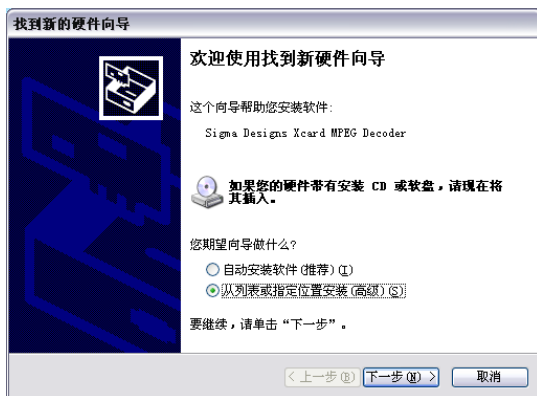 找到新的硬件向导
欢迎使用找到新硬件向导
这个向导帮助您安装软件:
Sigma Designs Xcard MPEG Decoder
如果您的硬件带有安装 CD 或软盘，请现在将
其插入。
您期望向导做什么?
自动安装软件(推荐)(I)
从列表或指定位置安装(高级)(S)
要继续，请单击“下一步”。
< 上一步(B) 下一步(N) > 取消